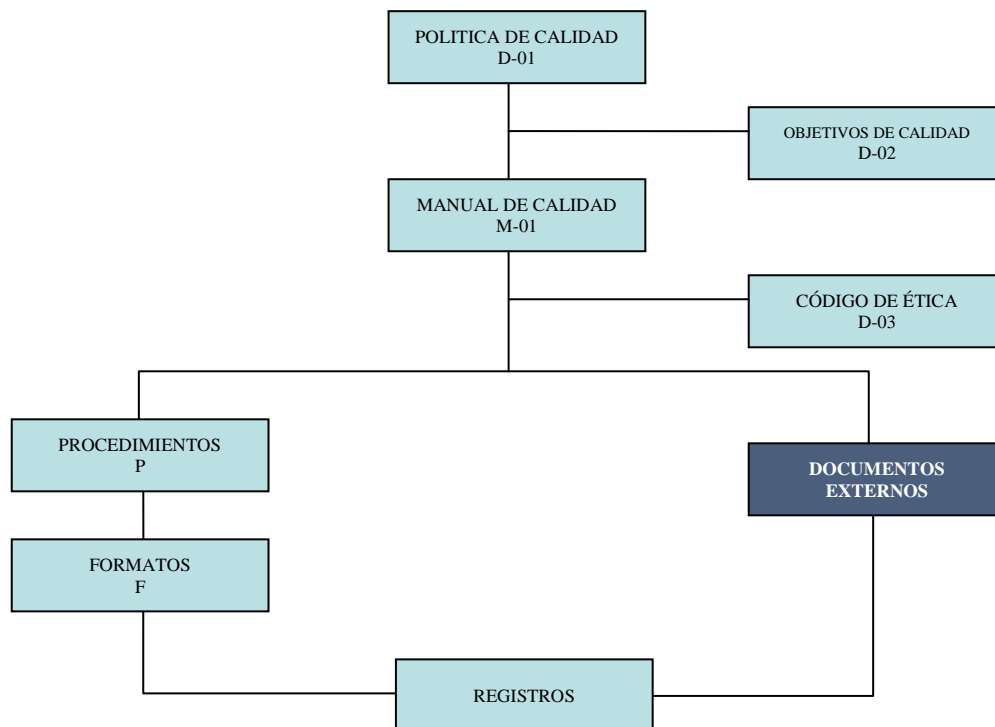 POLITICA DE CALIDAD
D-01
OBJETIVOS DE CALIDAD
D-02
MANUAL DE CALIDAD
M-01
CÓDIGO DE ÉTICA
D-03
PROCEDIMIENTOS
P
DOCUMENTOS
EXTERNOS
FORMATOS
F
REGISTROS